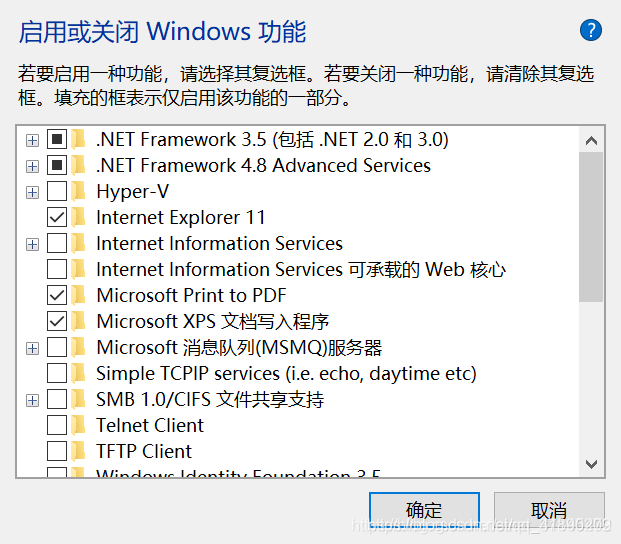 启用或关闭 Windows 功能
?
若要启用一种功能，请选择其复选框。若要关闭一种功能，请清除其复选
框。填充的框表示仅启用该功能的一部分。
.NET Framework 3.5 (包括 .NET 2.0 和 3.0)
.NET Framework 4.8 Advanced Services
Hyper-V
Internet Explorer 11
Internet Information Services
Internet Information Services 可承载的 Web 核心
Microsoft Print to PDF
Microsoft XPS 文档写入程序
Microsoft 消息队列(MSMQ)服务器
Simple TCPIP services (i.e. echo, daytime etc)
SMB 1.0/CIFS 文件共享支持
Telnet Client
TFTP Client
Windows Identity Foundation 3.5
确定 取消